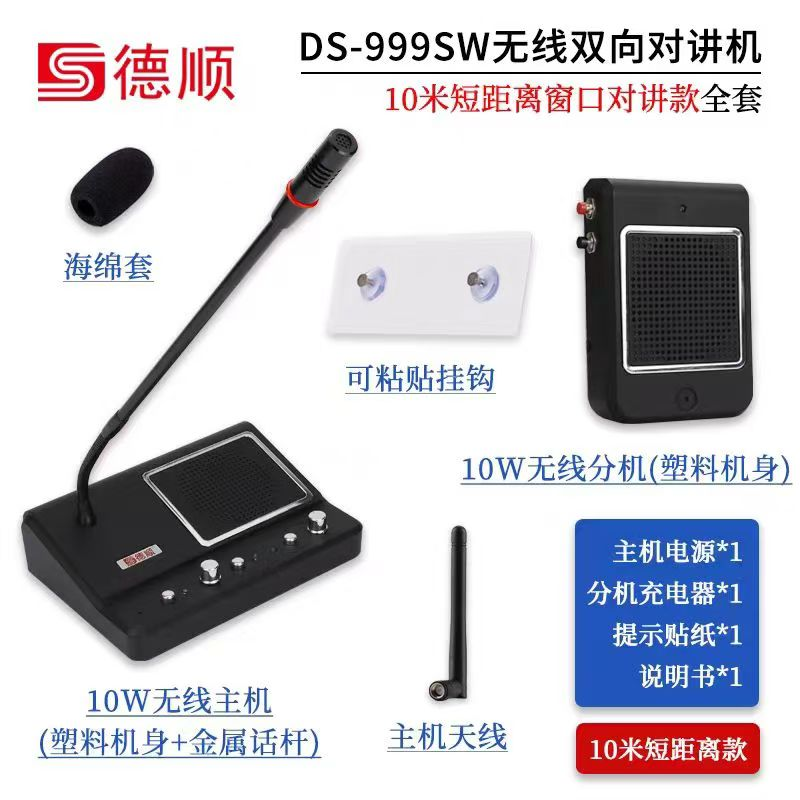 德顺
DS-999SW无线双向对讲机
10米短距离窗口对讲款全套
海绵套
可粘贴挂钩
10W无线分机(塑料机身)
德顺
主机电源*1
分机充电器*1
提示贴纸*1
说明书*1
10W无线主机
(塑料机身+金属话杆)
主机天线
10米短距离款